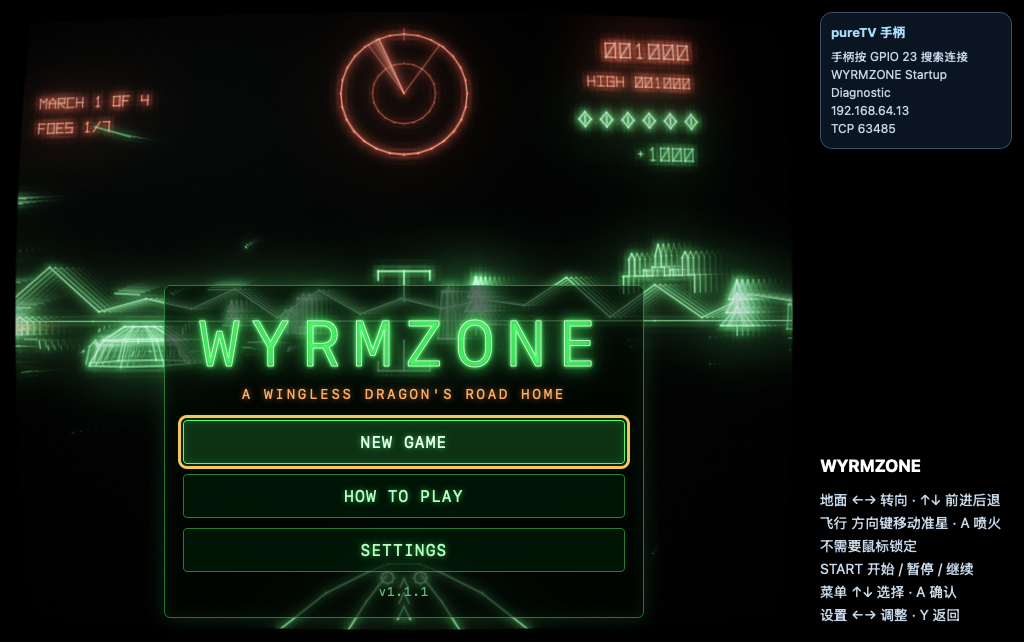 MARCH 1 OF 4
FOES 1/7
001000
HIGH 001000
+1000
WYRMZONE
A WINGLESS DRAGON'S ROAD HOME
NEW GAME
HOW TO PLAY
SETTINGS
v1.1.1
pureTV 手柄
手柄按 GPIO 23 搜索连接
WYRMZONE Startup
Diagnostic
192.168.64.13
TCP 63485
WYRMZONE
地面 ←→ 转向 · ↑↓ 前进后退
飞行 方向键移动准星 · A 喷火
不需要鼠标锁定
START 开始 / 暂停 / 继续
菜单 ↑↓ 选择 · A 确认
设置 ←→ 调整 · Y 返回